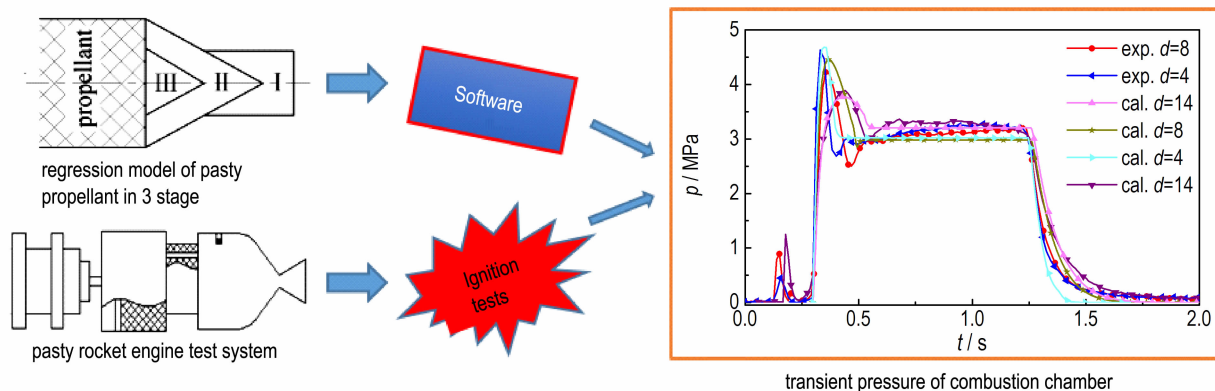 propellant
III
II
I
regression model of pasty
propellant in 3 stage
Software
pasty rocket engine test system
Ignition
tests
p / MPa
5
4
3
2
1
0
0.0
0.5
1.0
1.5
2.0
t / s
exp. d=8
exp. d=4
cal. d=14
cal. d=8
cal. d=4
cal. d=14
transient pressure of combustion chamber